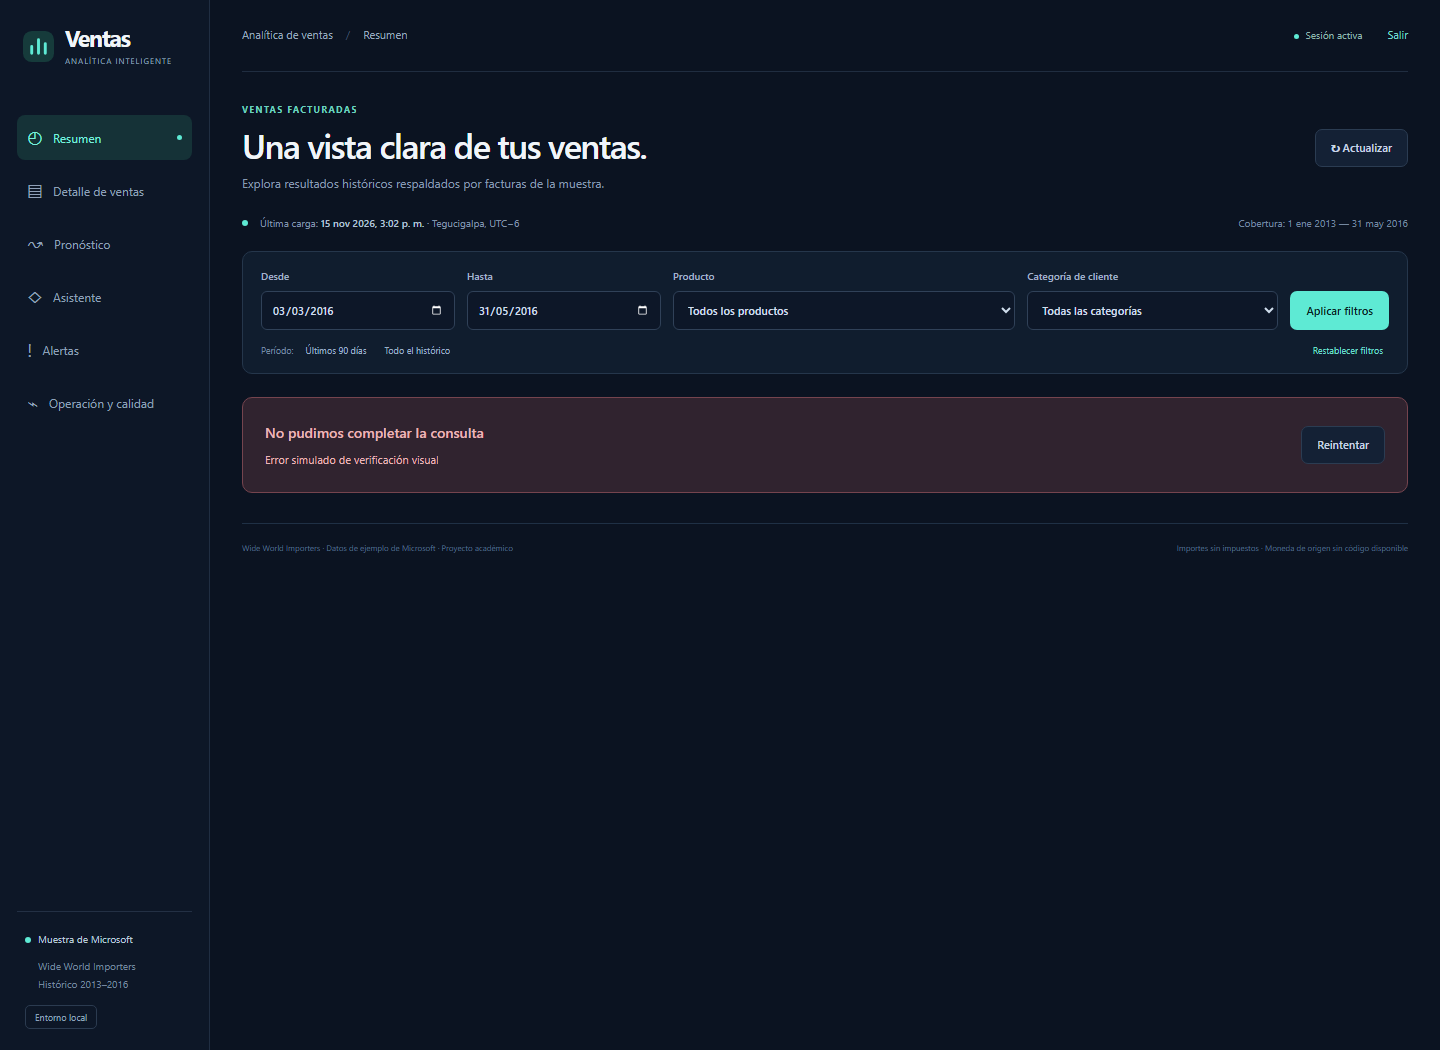 Ventas
ANALÍTICA INTELIGENTE
Resumen
Detalle de ventas
Pronóstico
Asistente
! Alertas
Operación y calidad
Muestra de Microsoft
Wide World Importers
Histórico 2013–2016
Entorno local
Analítica de ventas / Resumen
Sesión activa Salir
VENTAS FACTURADAS
Una vista clara de tus ventas.
Explora resultados históricos respaldados por facturas de la muestra.
↻ Actualizar
Última carga: 15 nov 2026, 3:02 p. m. · Tegucigalpa, UTC−6
Cobertura: 1 ene 2013 — 31 may 2016
Desde Hasta Producto Categoría de cliente
03/03/2016 31/05/2016 Todos los productos Todas las categorías Aplicar filtros
Período: Últimos 90 días Todo el histórico Restablecer filtros
No pudimos completar la consulta
Error simulado de verificación visual
Reintentar
Wide World Importers · Datos de ejemplo de Microsoft · Proyecto académico
Importes sin impuestos · Moneda de origen sin código disponible